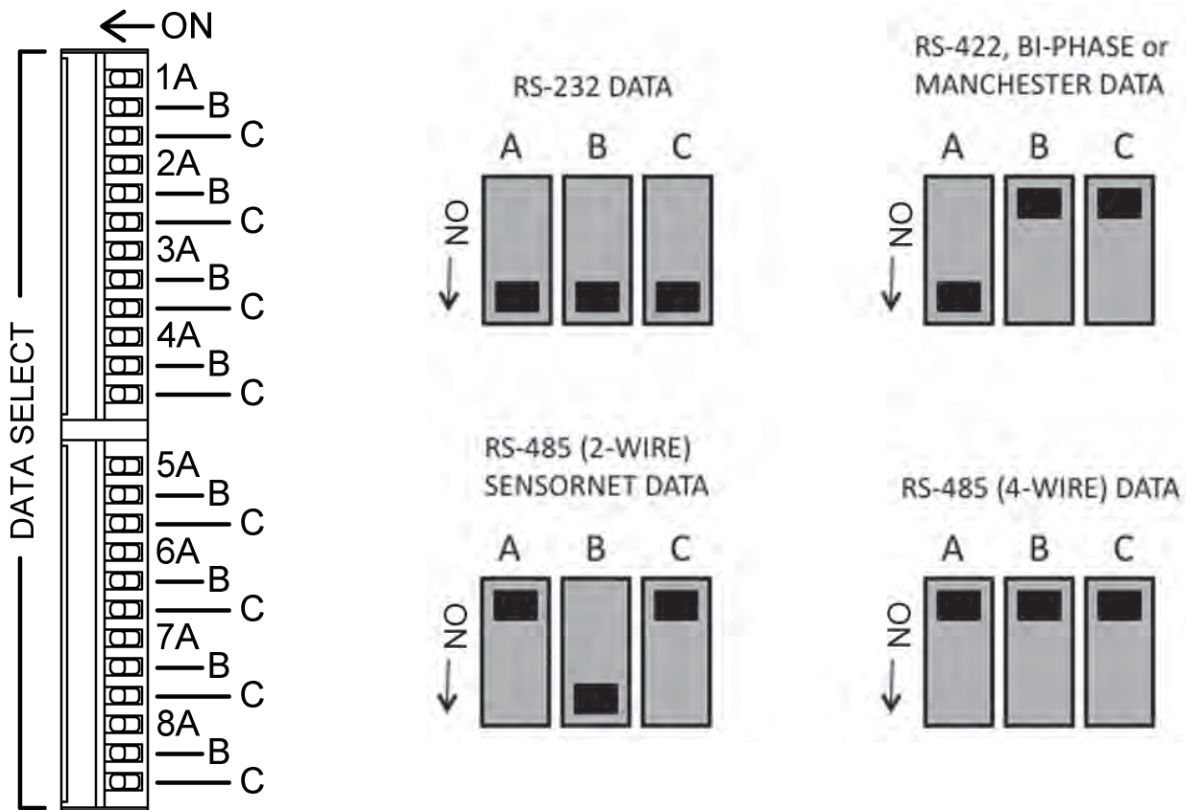 ON
DATA SELECT
1A
B
C
2A
B
C
3A
B
C
4A
B
C
5A
B
C
6A
B
C
7A
B
C
8A
B
C
RS-232 DATA
A B C
ON
RS-422, BI-PHASE or
MANCHESTER DATA
A B C
ON
RS-485 (2-WIRE)
SENSORNET DATA
A B C
ON
RS-485 (4-WIRE) DATA
A B C
ON